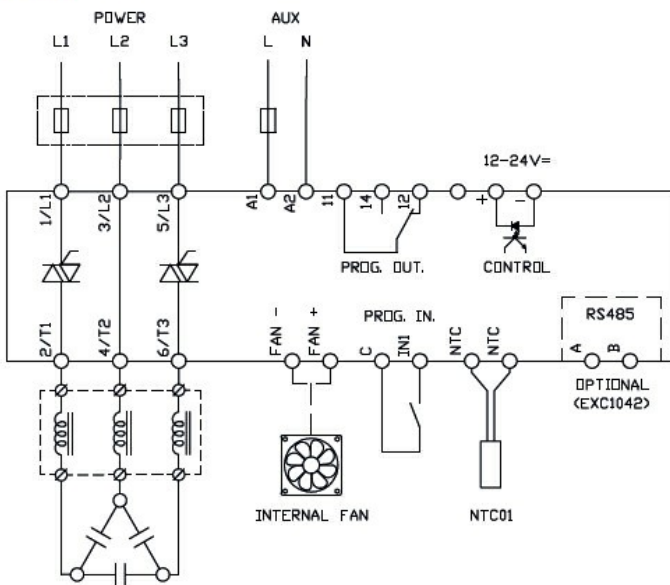 POWER AUX
L1 L2 L3 L N
12-24V=
1/L1 3/L2 5/L3 A1 A2 11 14 12 + -
PROG. OUT. CONTROL
2/T1 4/T2 6/T3 FAN - FAN + PROG. IN. C IN1 NTC NTC RS485 A B
OPTIONAL
(EXC1042)
INTERNAL FAN NTC01